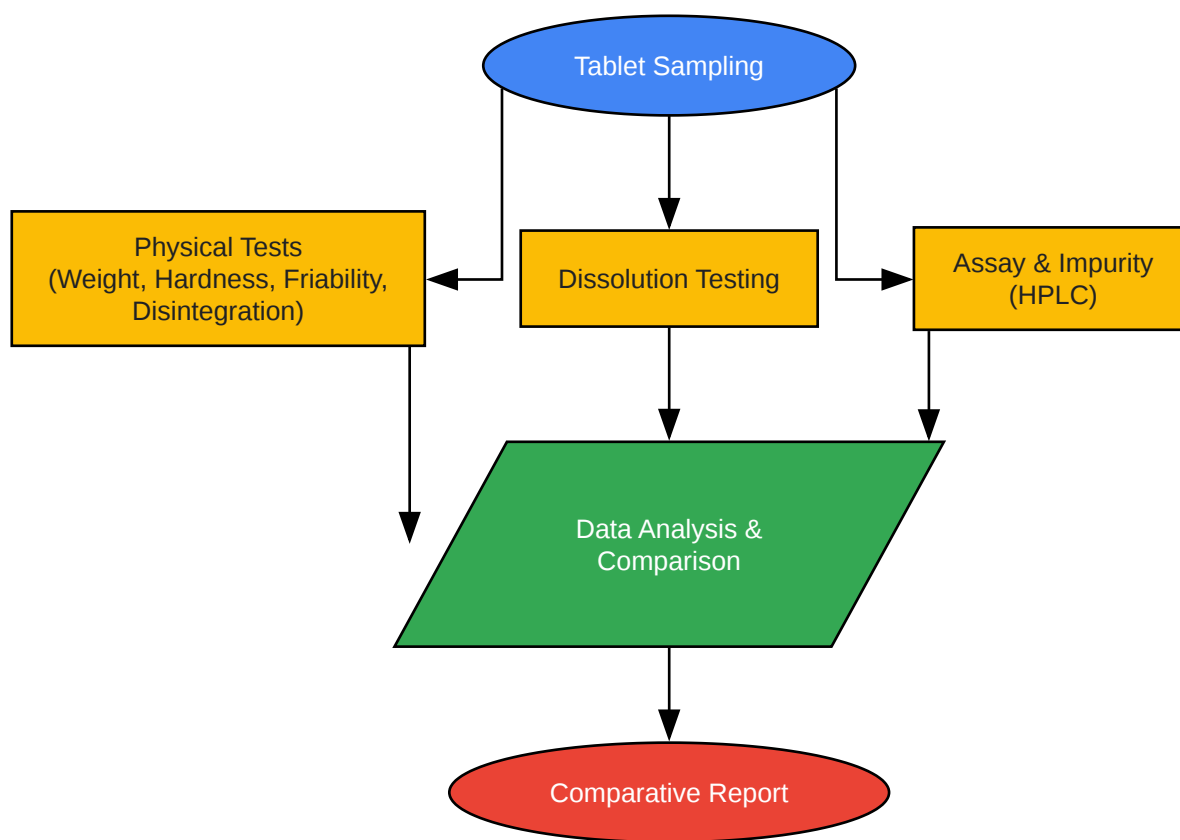 Tablet Sampling
Physical Tests
(Weight, Hardness, Friability,
Disintegration)
Dissolution Testing
Assay & Impurity
(HPLC)
Data Analysis &
Comparison
Comparative Report